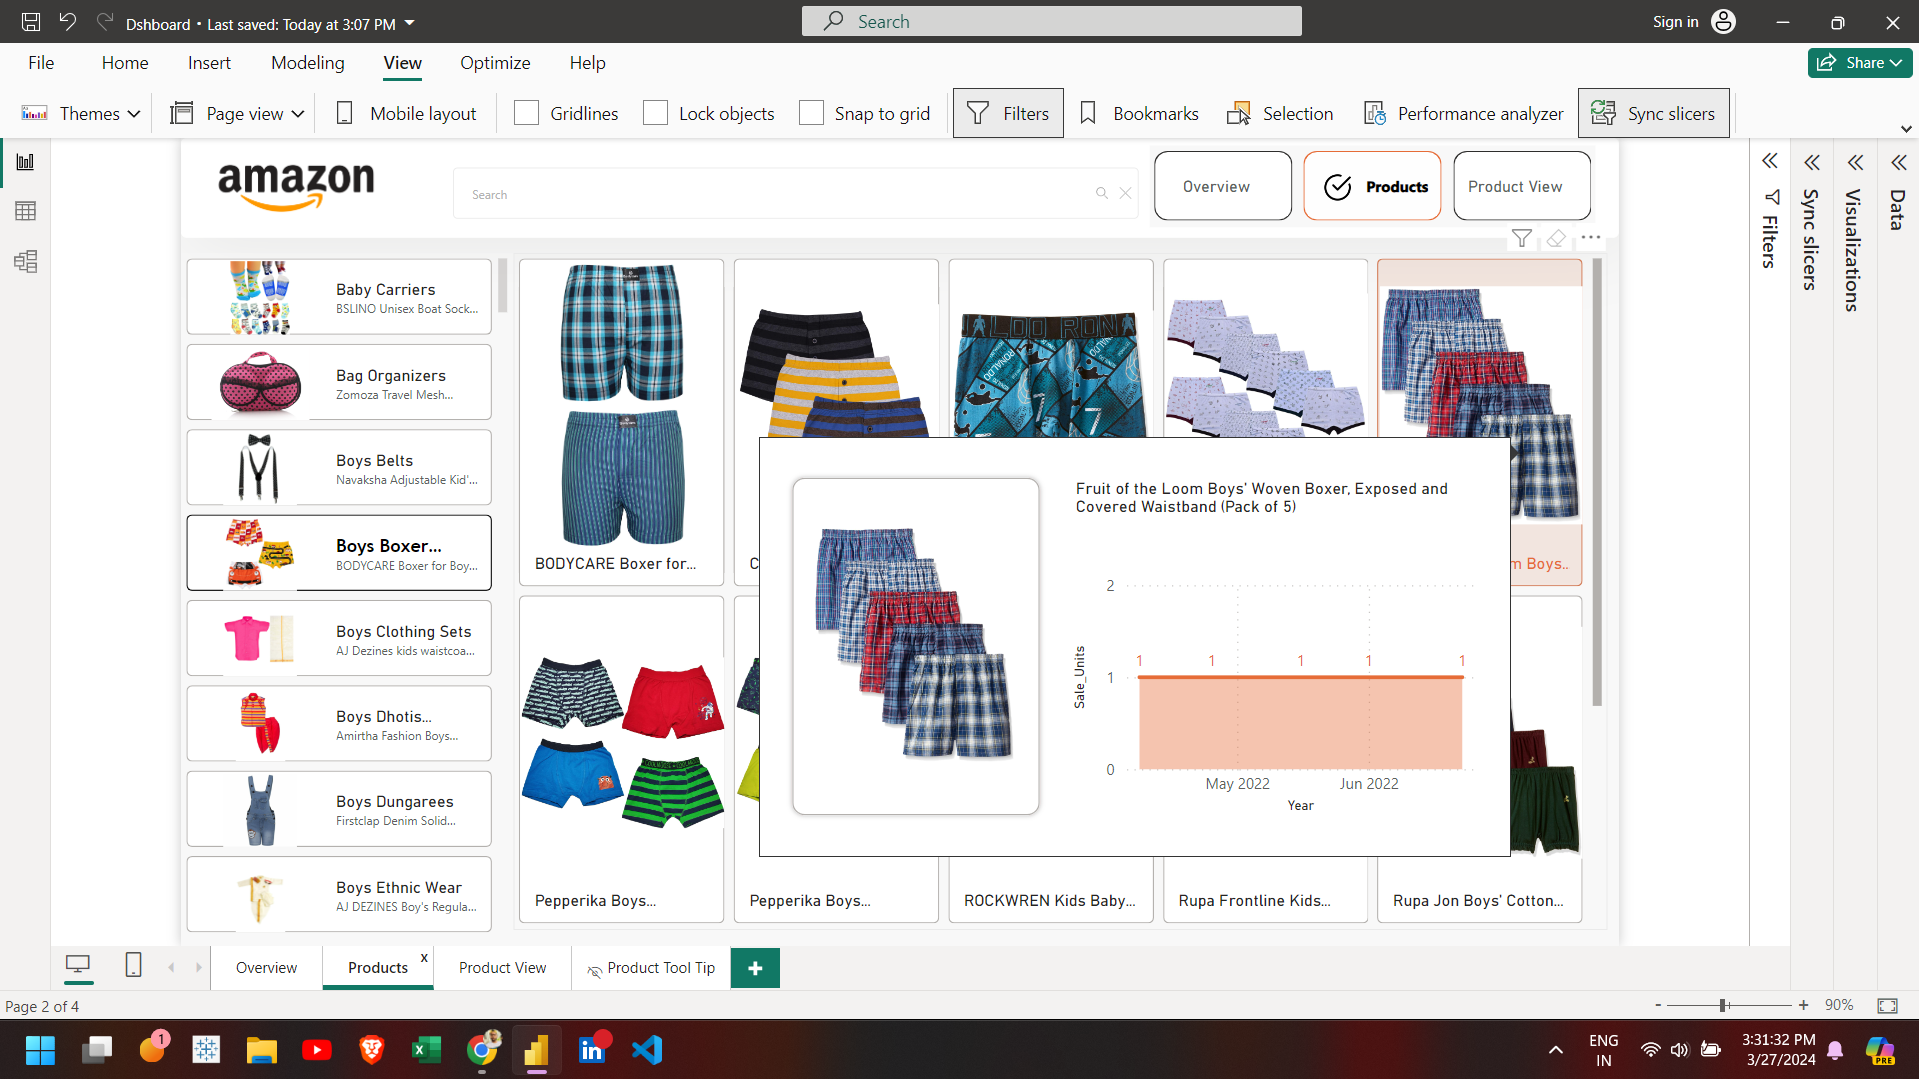 Dshboard • Last saved: Today at 3:07 PM
Search
Sign in
File
Home
Insert
Modeling
View
Optimize
Help
Share
Themes
Page view
Mobile layout
Gridlines
Lock objects
Snap to grid
Filters
Bookmarks
Selection
Performance analyzer
Sync slicers
amazon
Search
Overview
Products
Product View
Filters
Sync slicers
Visualizations
Data
Baby Carriers
BSLINO Unisex Boat Sock...
Bag Organizers
Zomoza Travel Mesh...
Boys Belts
Navaksha Adjustable Kid'...
Boys Boxer...
BODYCARE Boxer for Boy...
Boys Clothing Sets
AJ Dezines kids waistcoa...
Boys Dhotis...
Amirtha Fashion Boys...
Boys Dungarees
Firstclap Denim Solid...
Boys Ethnic Wear
AJ DEZINES Boy's Regula...
BODYCARE Boxer for...
C
m Boys..
LOO RON
RONALDO
7
Fruit of the Loom Boys' Woven Boxer, Exposed and
Covered Waistband (Pack of 5)
2
1
0
Sale_Units
1
1
1
1
1
May 2022
Jun 2022
Year
Pepperika Boys...
Pepperika Boys...
ROCKWREN Kids Baby...
Rupa Frontline Kids...
Rupa Jon Boys' Cotton...
Overview
Products
x
Product View
Product Tool Tip
+
Page 2 of 4
-
+
90%
1
ENG
IN
3:31:32 PM
3/27/2024
PRE